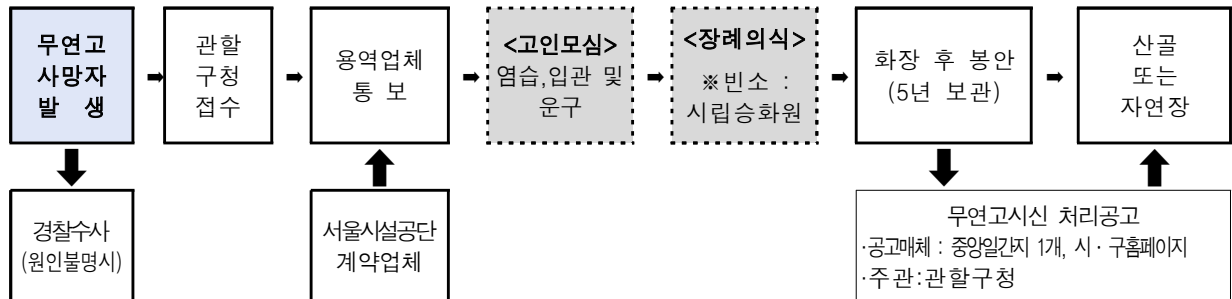 무연고
사망자
발 생
관할
구청
접수
용역업체
통 보
<고인모심>
염습,입관 및
운구
<장례의식>
※빈소 :
시립승화원
화장 후 봉안
(5년 보관)
산골
또는
자연장
경찰수사
(원인불명시)
서울시설공단
계약업체
무연고시신 처리공고
·공고매체 : 중앙일간지 1개, 시· 구홈페이지
·주관:관할구청